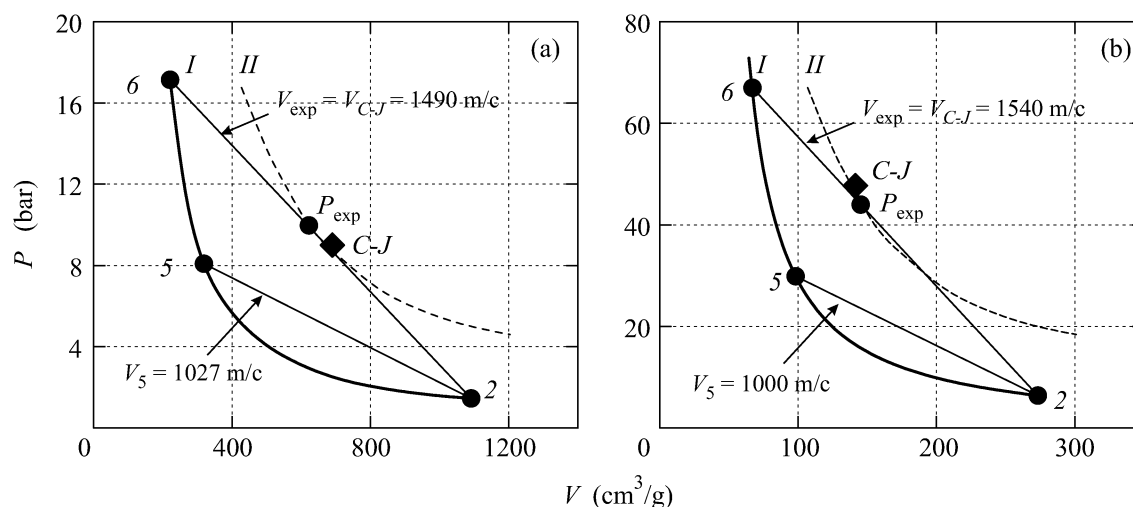 20
16
12
8
4
0
400
800
1200
P (bar)
(a)
I
II
6
V_exp = V_C-J = 1490 m/c
P_exp
C-J
5
V_5 = 1027 m/c
2
80
60
40
20
0
100
200
300
(b)
I
II
6
V_exp = V_C-J = 1540 m/c
C-J
P_exp
5
V_5 = 1000 m/c
2
V (cm^3/g)